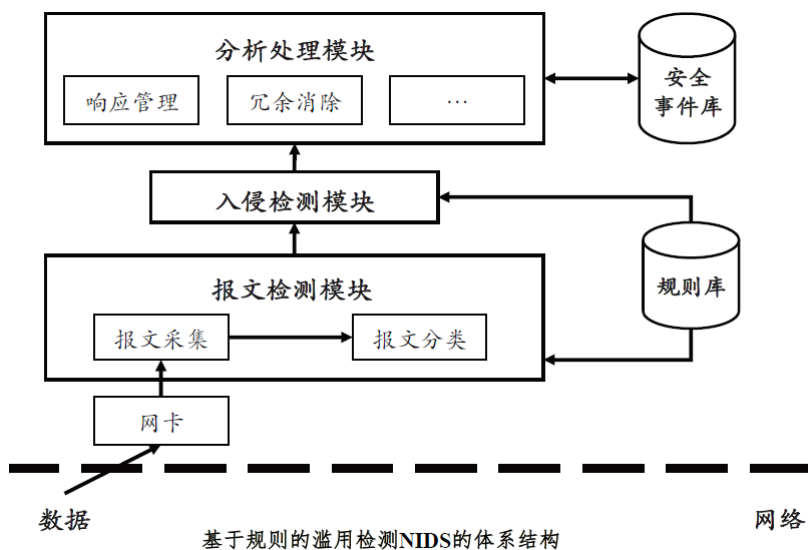 分析处理模块
响应管理
冗余消除
…
安全
事件库
入侵检测模块
规则库
报文检测模块
报文采集
报文分类
网卡
数据
网络
基于规则的滥用检测NIDS的体系结构